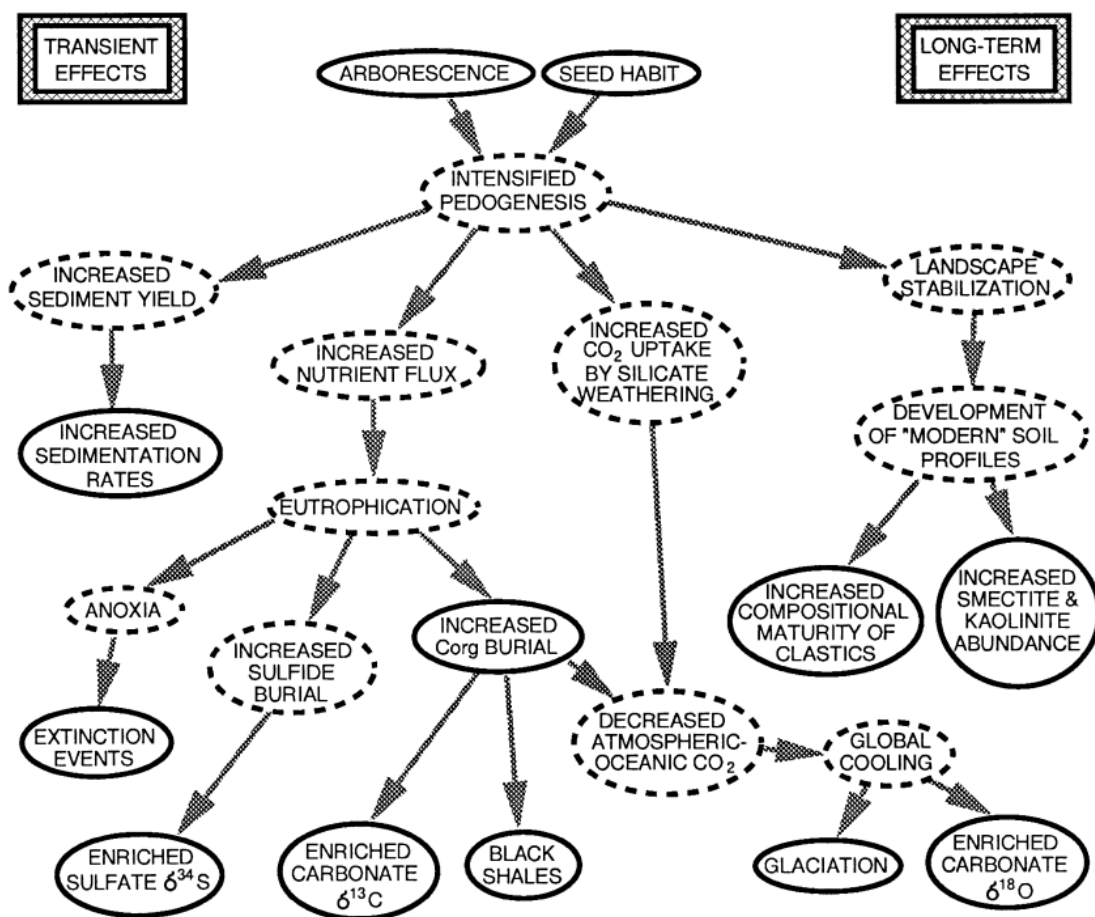 TRANSIENT
EFFECTS
ARBORESCENCE
SEED HABIT
LONG-TERM
EFFECTS
INTENSIFIED
PEDOGENESIS
INCREASED
SEDIMENT YIELD
LANDSCAPE
STABILIZATION
INCREASED
NUTRIENT FLUX
INCREASED
CO₂ UPTAKE
BY SILICATE
WEATHERING
INCREASED
SEDIMENTATION
RATES
DEVELOPMENT
OF "MODERN" SOIL
PROFILES
EUTROPHICATION
ANOXIA
INCREASED
SULFIDE
BURIAL
INCREASED
Corg BURIAL
INCREASED
COMPOSITIONAL
MATURITY OF
CLASTICS
INCREASED
SMECTITE &
KAOLINITE
ABUNDANCE
EXTINCTION
EVENTS
DECREASED
ATMOSPHERIC-
OCEANIC CO₂
GLOBAL
COOLING
ENRICHED
SULFATE δ³⁴S
ENRICHED
CARBONATE
δ¹³C
BLACK
SHALES
GLACIATION
ENRICHED
CARBONATE
δ¹⁸O